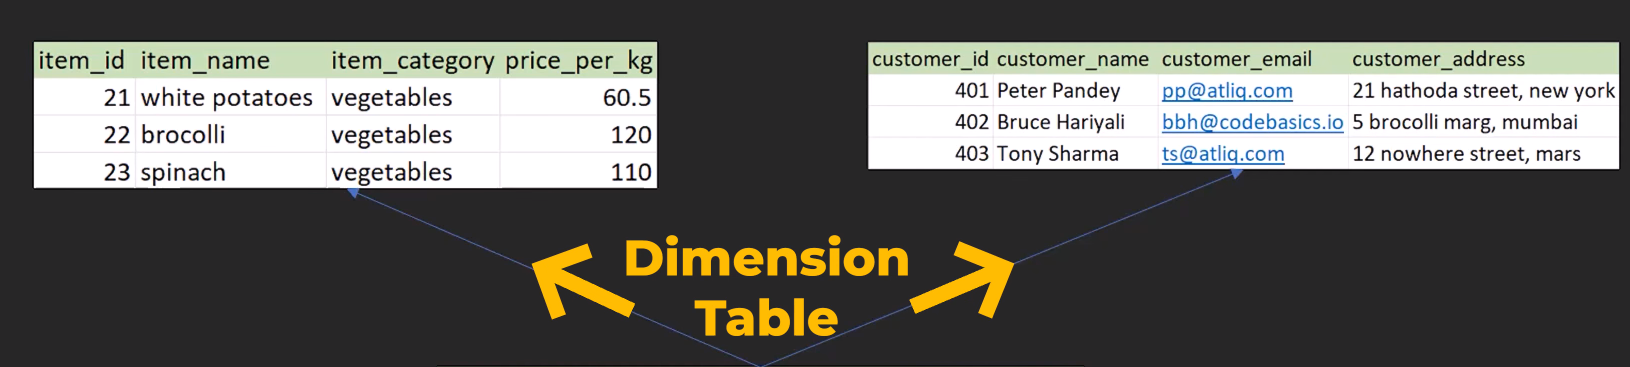 item_id item_name item_category price_per_kg
21 white potatoes vegetables 60.5
22 brocolli vegetables 120
23 spinach vegetables 110
customer_id customer_name customer_email customer_address
401 Peter Pandey pp@atliq.com 21 hathoda street, new york
402 Bruce Hariyali bbh@codebasics.io 5 brocolli marg, mumbai
403 Tony Sharma ts@atliq.com 12 nowhere street, mars
Dimension
Table